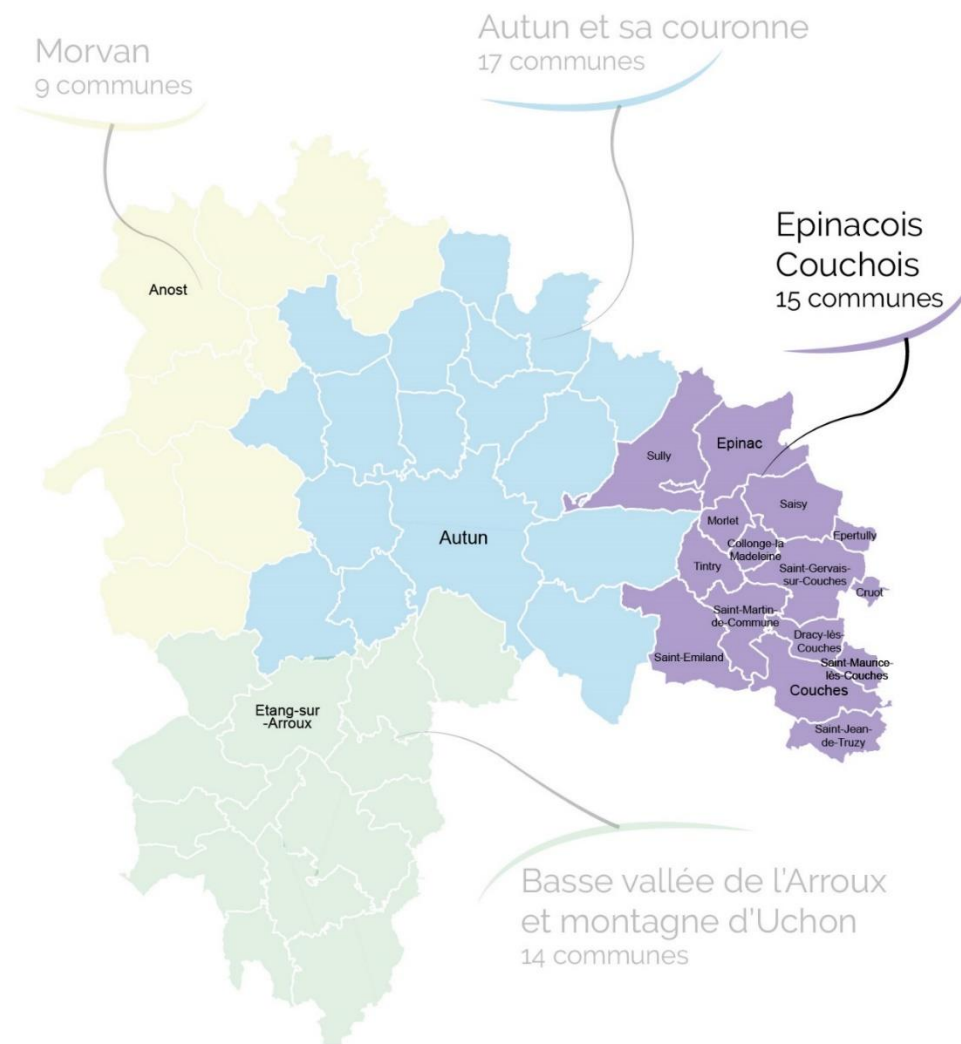 Morvan
9 communes
Autun et sa couronne
17 communes
Epinacois
Couchois
15 communes
Anost
Sully
Epinac
Saisy
Morlet
Epertully
Collonge-la
Madeleine
Autun
Tintry
Saint-Gervais
sur-Couches
Cruot
Saint-Martin
de-Commune
Dracy-lès-
Couches
Saint-Emiland
Saint-Maurice-
lès-Couches
Couches
Etang-sur
-Arroux
Saint-Jean-
de-Truzy
Basse vallée de l'Arroux
et montagne d'Uchon
14 communes